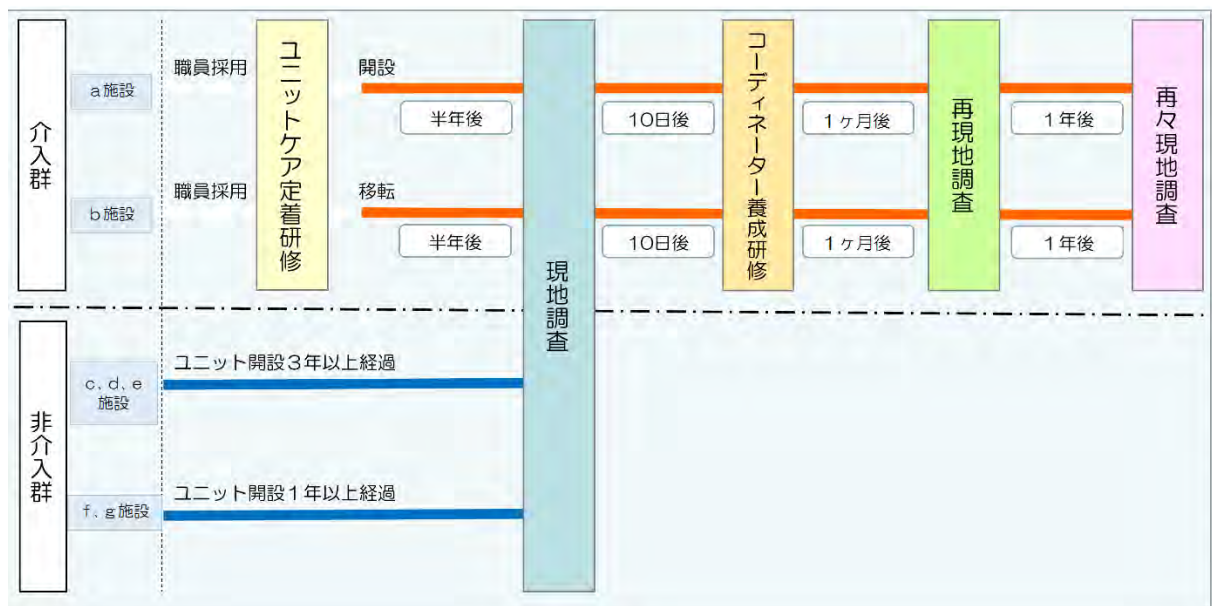 介入群
a施設
職員採用
ユニットケア定着研修
開設
半年後
現地調査
10日後
コーディネーター養成研修
1ヶ月後
再現地調査
1年後
再々現地調査
b施設
職員採用
移転
半年後
10日後
1ヶ月後
1年後
非介入群
c、d、e
施設
ユニット開設3年以上経過
f、g施設
ユニット開設1年以上経過